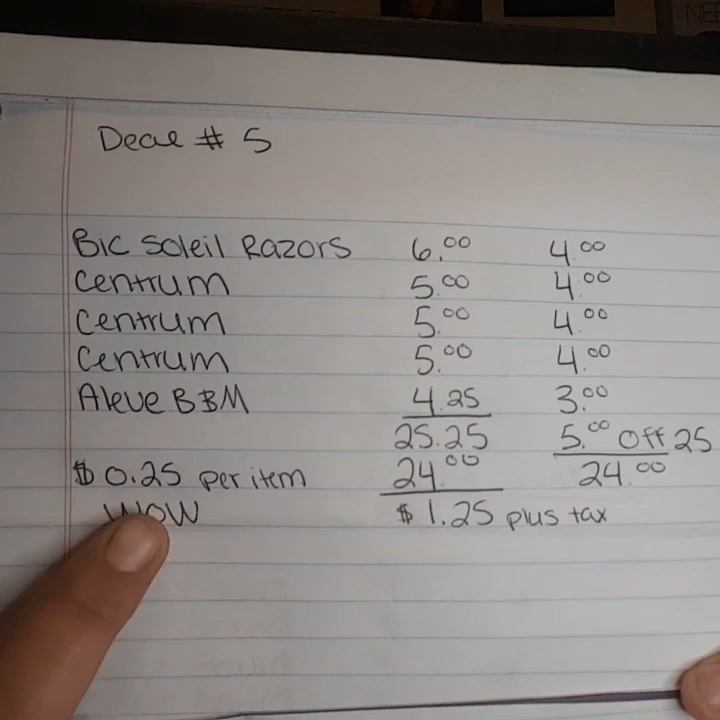 Deal # 5
Bic Soleil Razors 6.00 4.00
Centrum 5.00 4.00
Centrum 5.00 4.00
Centrum 5.00 4.00
Aleve BBM 4.25 3.00
25.25 5.00 Off 25
$ 0.25 per item 24.00 24.00
WOW $ 1.25 plus tax